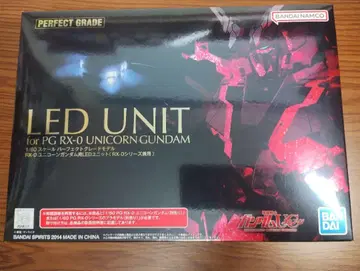 PERFECT GRADE
BANDAI NAMCO
LED UNIT
for PG RX-0 UNICORN GUNDAM
1/60スケール パーフェクトグレードモデル
RX-0 ユニコーンガンダム用LEDユニット(RX-0シリーズ兼用)
BAN
DAI
BANDAI SPIRITS 2014 MADE IN CHINA